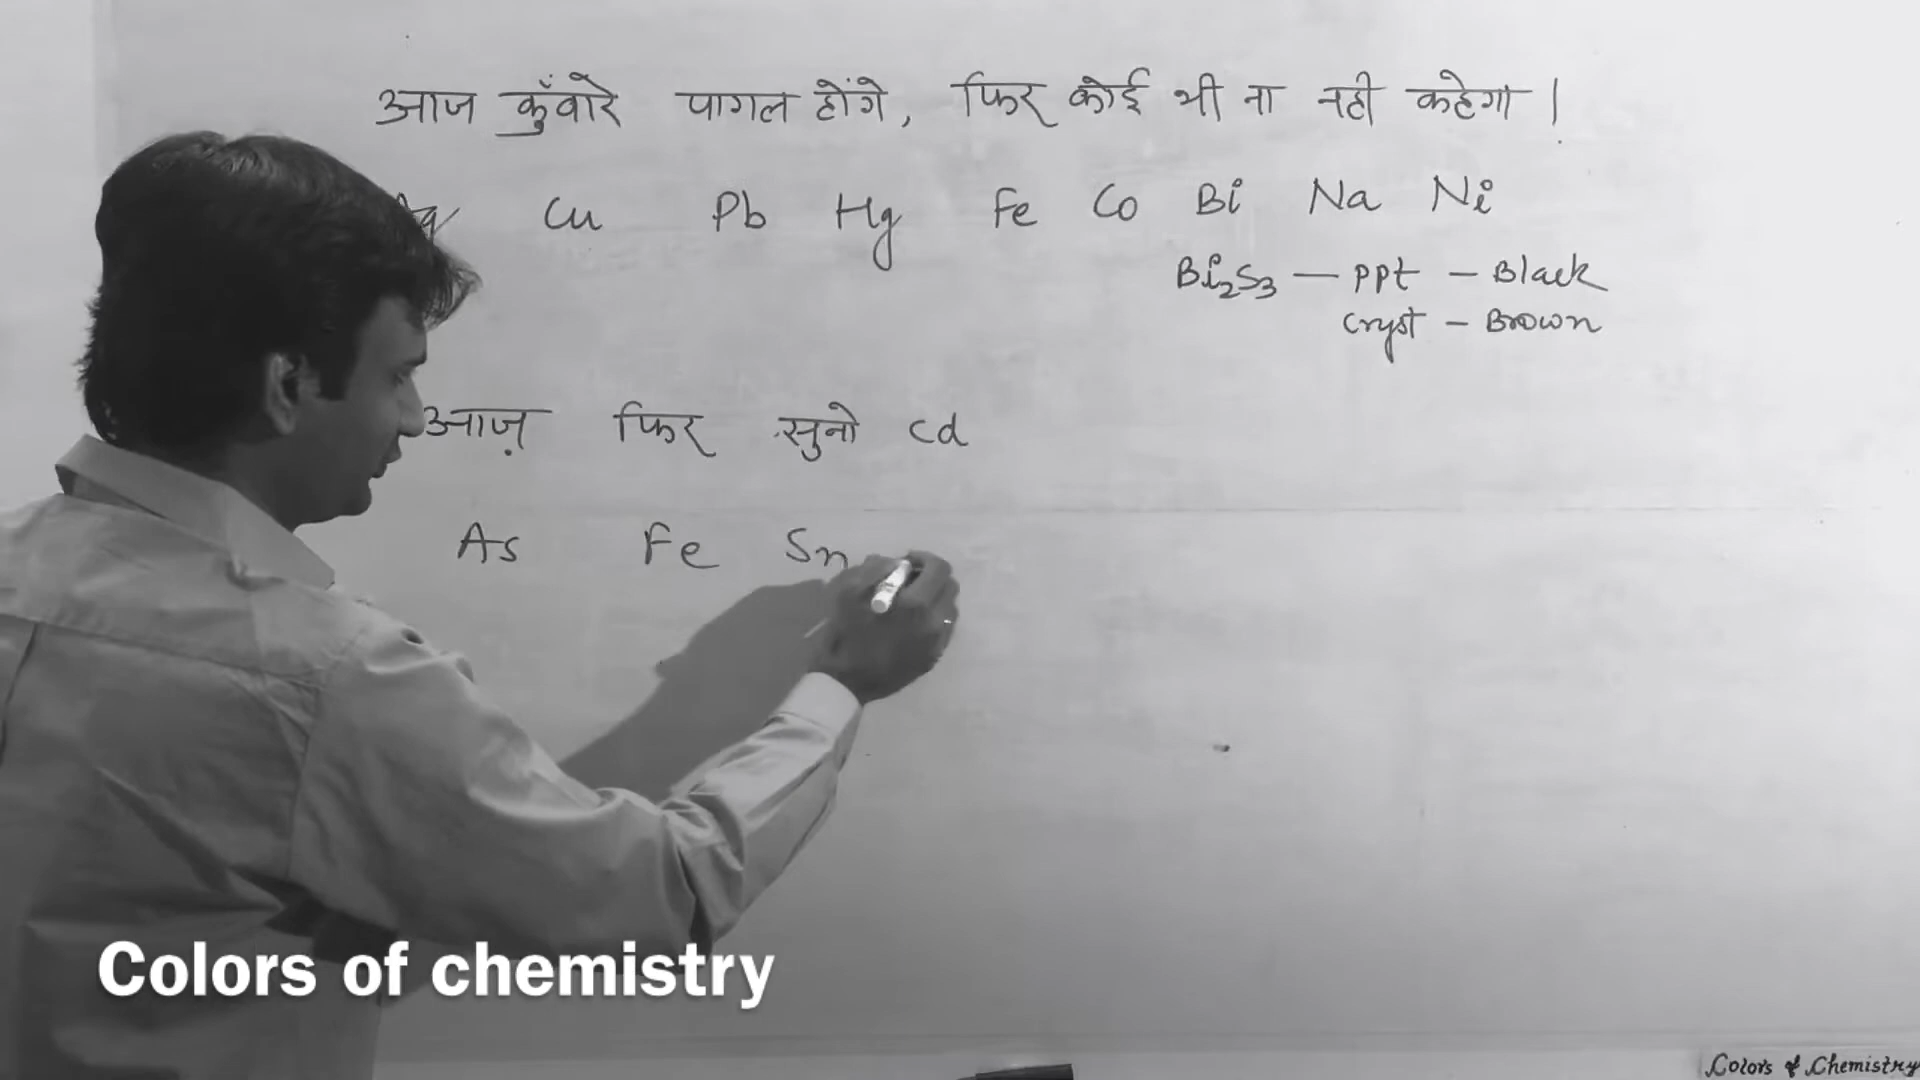 आज कुँवारे पागल होंगे, फिर कोई भी ना नही कहेगा |
Cu Pb Hg Fe Co Bi Na Ni
Bi₂S₃ — ppt — Black
Cryst — Brown
आज़ फिर सुनो cd
As Fe Sn
Colors of chemistry
Colors of Chemistry